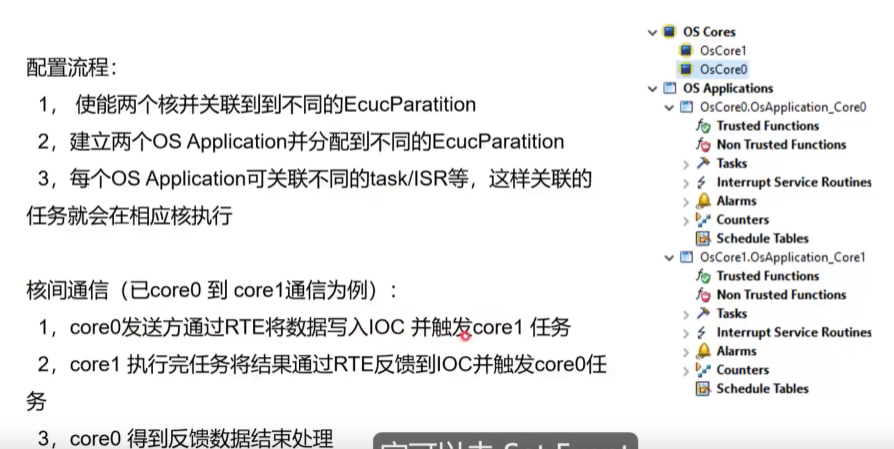 配置流程：
1， 使能两个核并关联到到不同的EcucParatition
2，建立两个OS Application并分配到不同的EcucParatition
3，每个OS Application可关联不同的task/ISR等，这样关联的
任务就会在相应核执行
核间通信（已core0 到 core1通信为例）：
1，core0发送方通过RTE将数据写入IOC 并触发core1 任务
2，core1 执行完任务将结果通过RTE反馈到IOC并触发core0任
务
3，core0 得到反馈数据结束处理
OS Cores
OsCore1
OsCore0
OS Applications
OsCore0.OsApplication_Core0
Trusted Functions
Non Trusted Functions
Tasks
Interrupt Service Routines
Alarms
Counters
Schedule Tables
OsCore1.OsApplication_Core1
Trusted Functions
Non Trusted Functions
Tasks
Interrupt Service Routines
Alarms
Counters
Schedule Tables